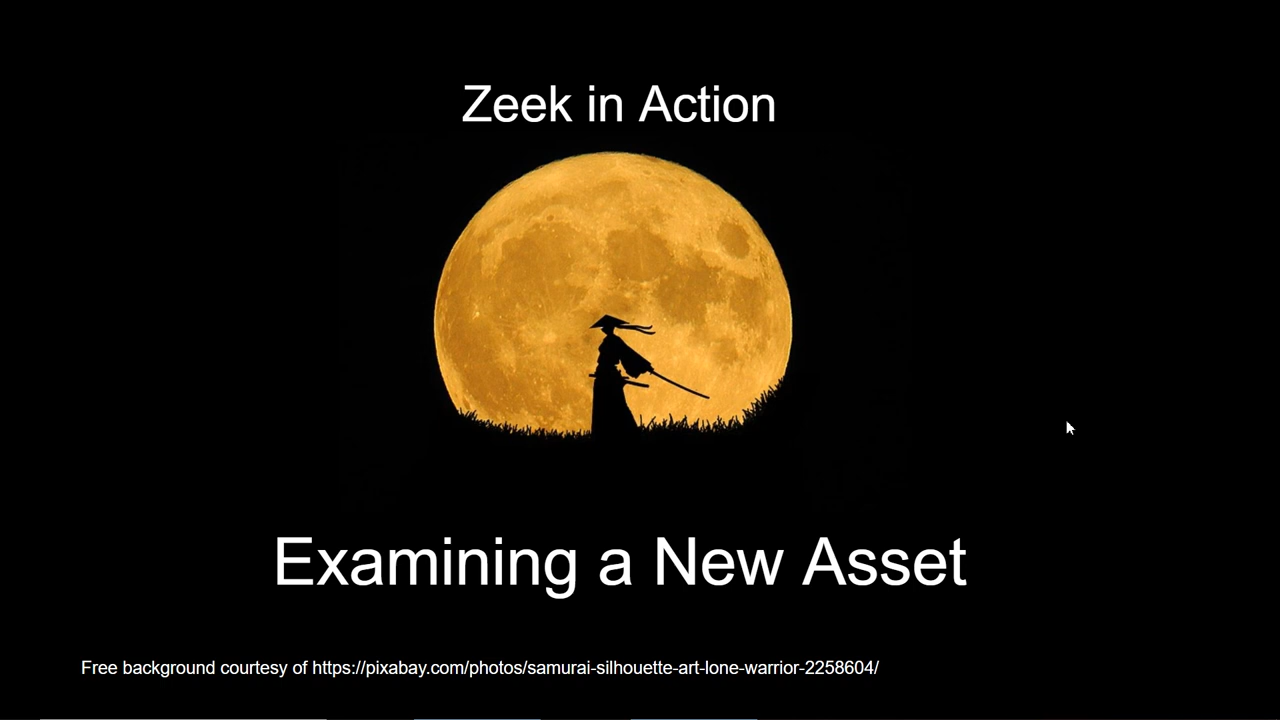 Zeek in Action
Examining a New Asset
Free background courtesy of https://pixabay.com/photos/samurai-silhouette-art-lone-warrior-2258604/